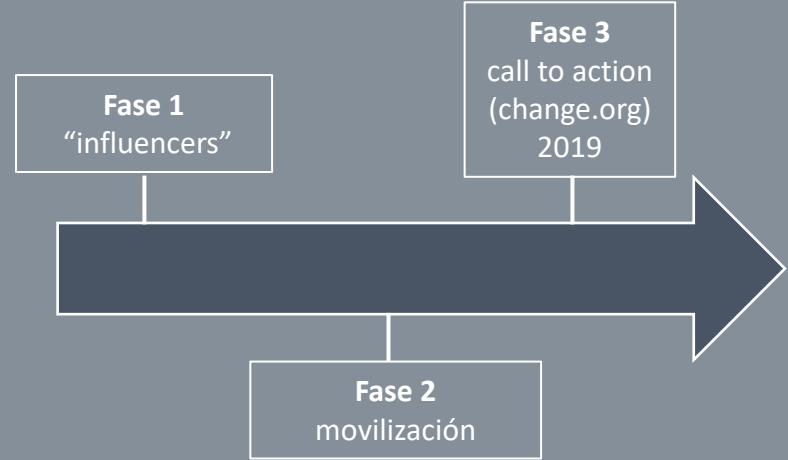 Fase 1
“influencers”
Fase 2
movilización
Fase 3
call to action
(change.org)
2019